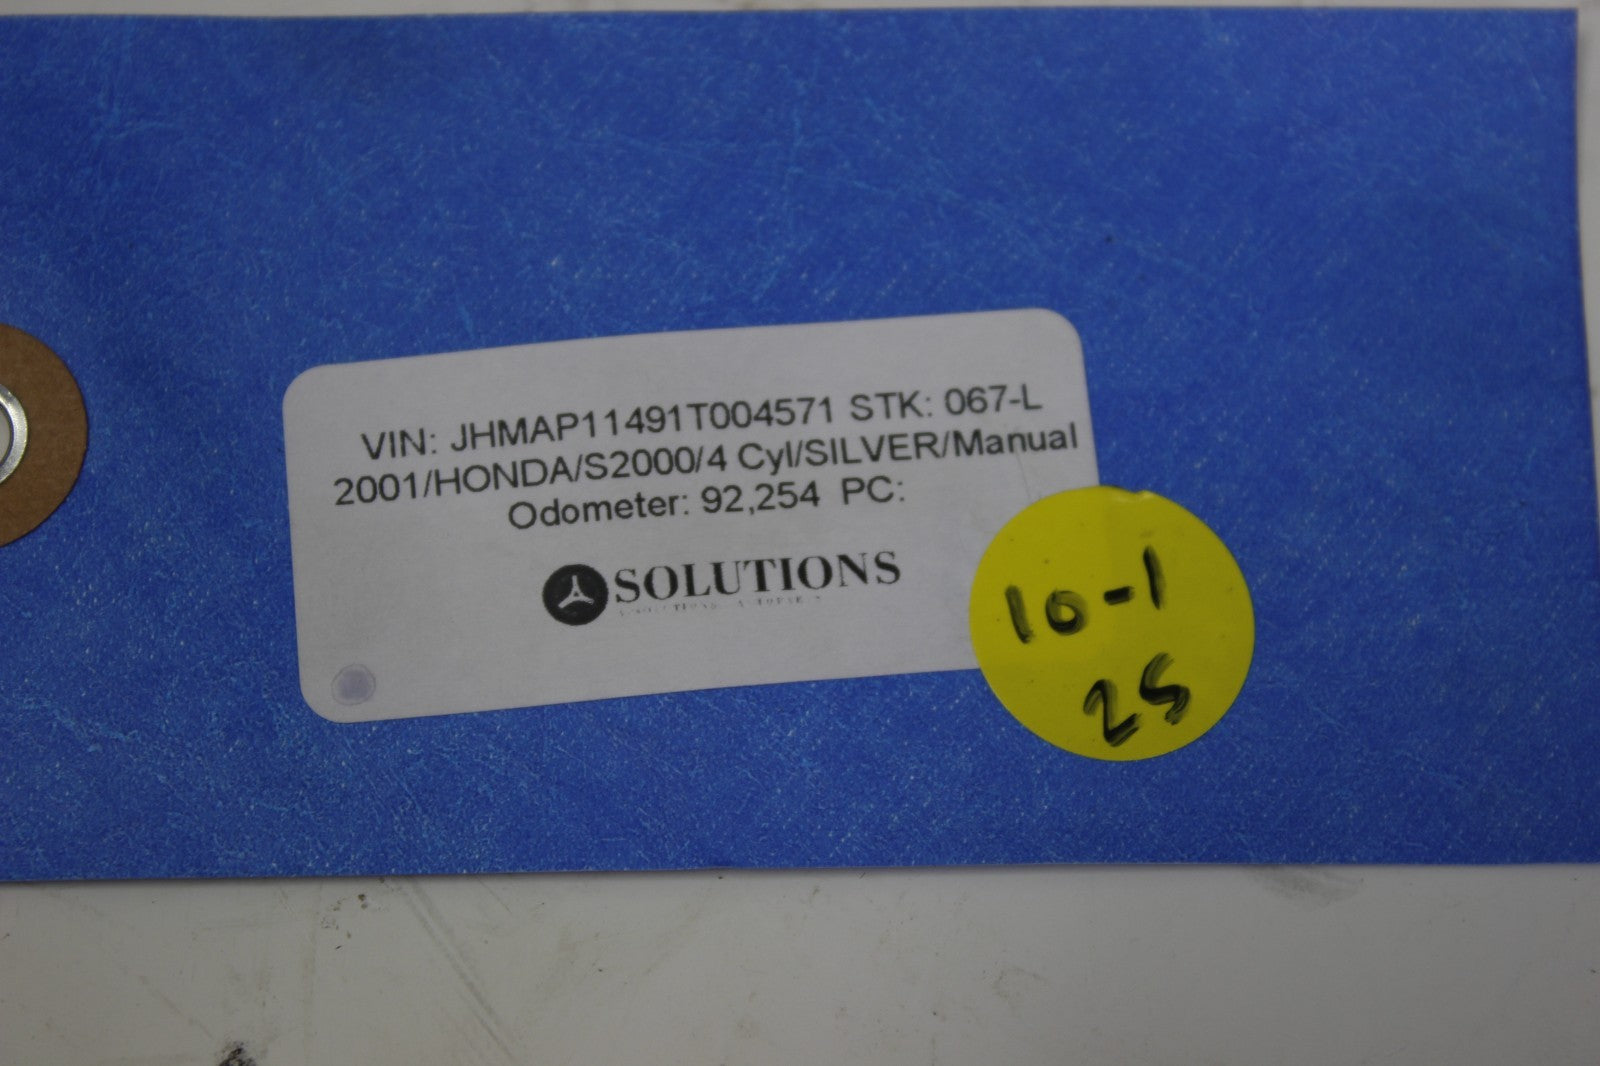 VIN: JHMAP11491T004571 STK: 067-L
2001/HONDA/S2000/4 Cyl/SILVER/Manual
Odometer: 92,254 PC:
SOLUTIONS
10-1
25